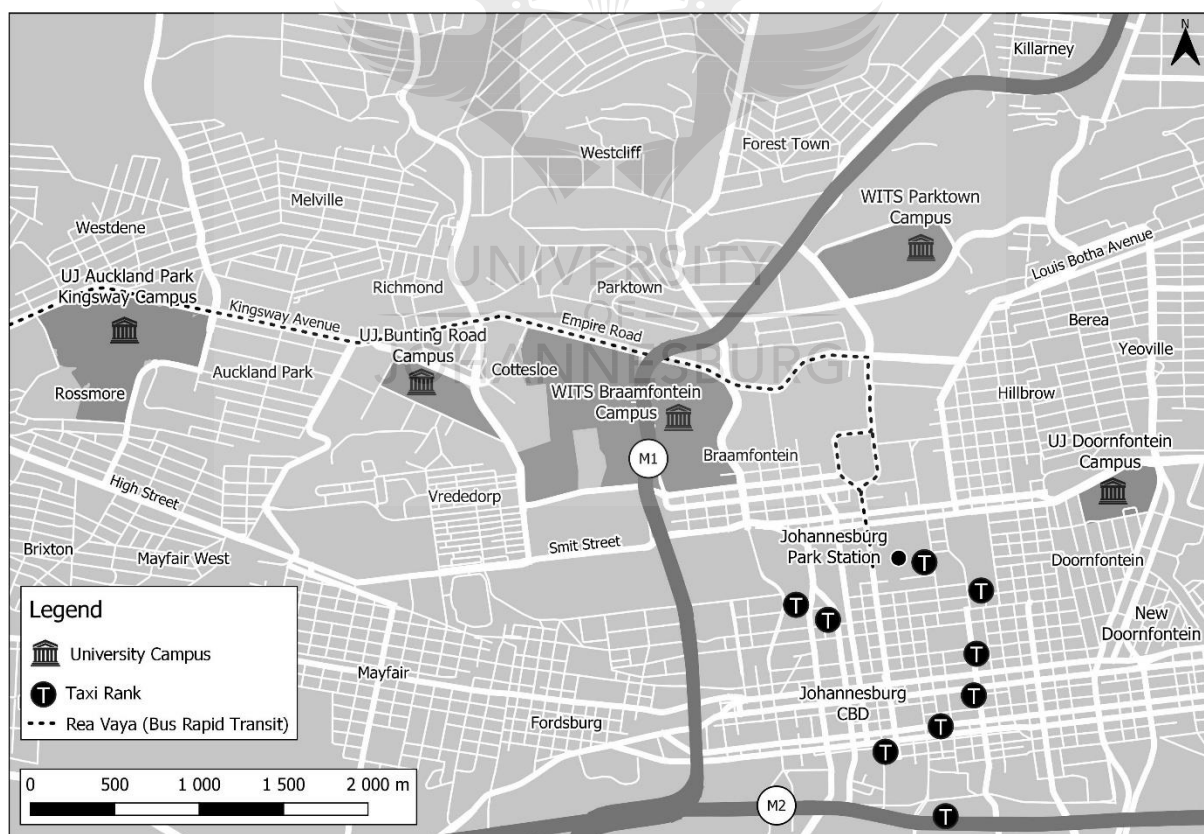 N
Killarney
Westcliff
Forest Town
Melville
WITS Parktown
Campus
Westdene
Louis Botha Avenue
UJ Auckland Park
Kingsway Campus
UNIVERSITY
OF
JOHANNESBURG
Richmond
Parktown
Kingsway Avenue
Empire Road
Berea
Yeoville
UJ Bunting Road
Campus
Cottesloe
WITS Braamfontein
Campus
Auckland Park
Rossmore
Hillbrow
UJ Doornfontein
Campus
M1
Braamfontein
High Street
Vrededorp
Smit Street
Johannesburg
Park Station
Brixton
Mayfair West
Doornfontein
T
T
T
T
New
Doornfontein
T
Mayfair
Johannesburg
CBD
T
Fordsburg
T
T
M2
T
Legend
University Campus
T Taxi Rank
Rea Vaya (Bus Rapid Transit)
0 500 1 000 1 500 2 000 m